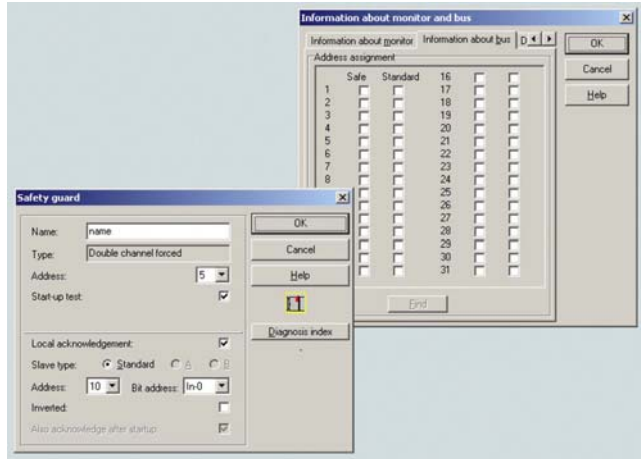 Information about monitor and bus
Information about monitor
Information about bus
D
OK
Cancel
Help
Address assignment
Safe Standard 16
1 17
2 18
3 19
4 20
5 21
6 22
7 23
8 24
25
26
27
28
29
30
31
Find
Safety guard
Name: name
Type: Double channel forced
Address: 5
Start-up test:
OK
Cancel
Help
Diagnosis index
Local acknowledgement:
Slave type: Standard A B
Address: 10 Bit address: In-0
Inverted:
Also acknowledge after startup